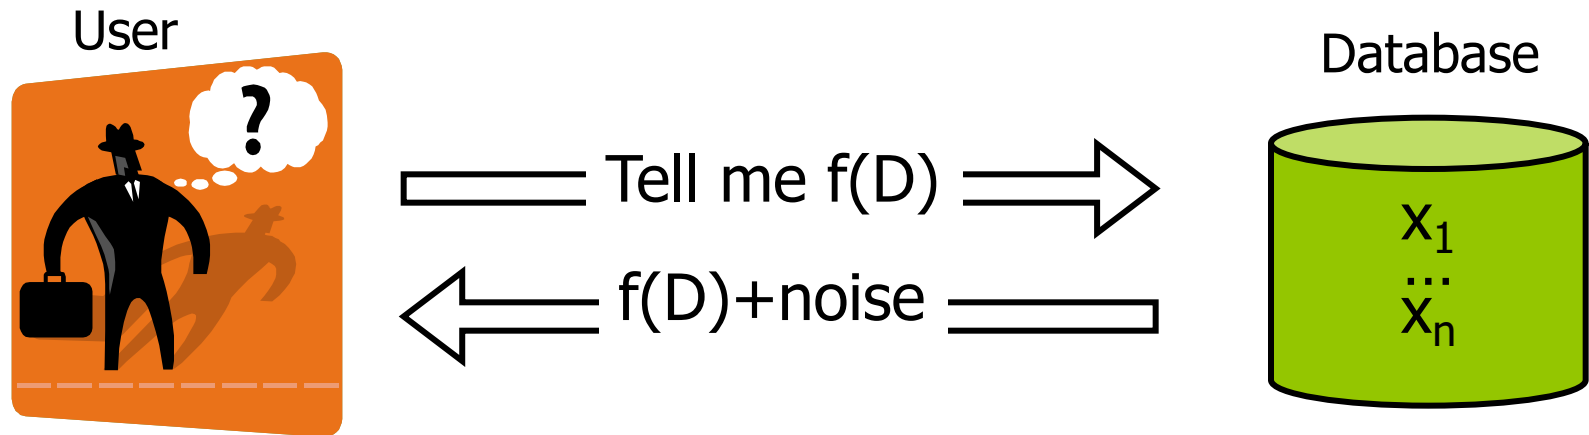 User
?
Database
Tell me f(D)
f(D)+noise
x₁
...
xₙ